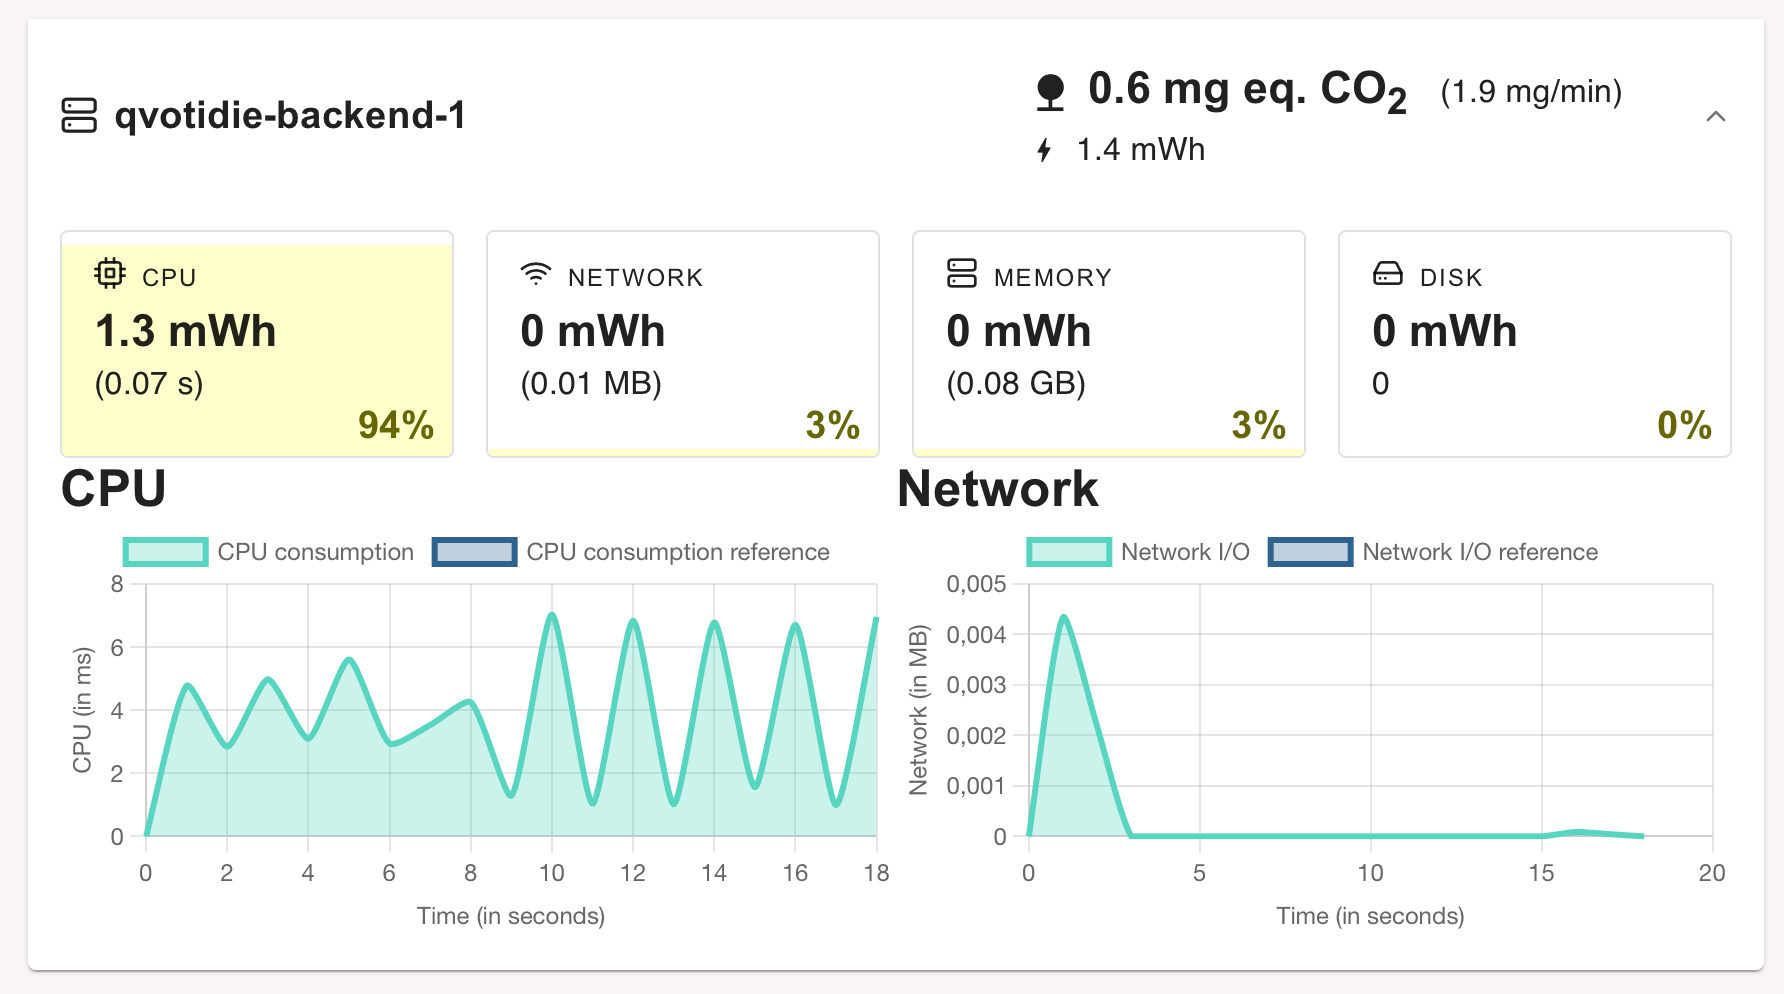 qvotidie-backend-1
0.6 mg eq. CO₂ (1.9 mg/min)
1.4 mWh
CPU
1.3 mWh
(0.07 s)
94%
NETWORK
0 mWh
(0.01 MB)
3%
MEMORY
0 mWh
(0.08 GB)
3%
DISK
0 mWh
0
0%
CPU
CPU consumption CPU consumption reference
CPU (in ms)
8
6
4
2
0
0 2 4 6 8 10 12 14 16 18
Time (in seconds)
Network
Network I/O Network I/O reference
Network (in MB)
0,005
0,004
0,003
0,002
0,001
0
0 5 10 15 20
Time (in seconds)